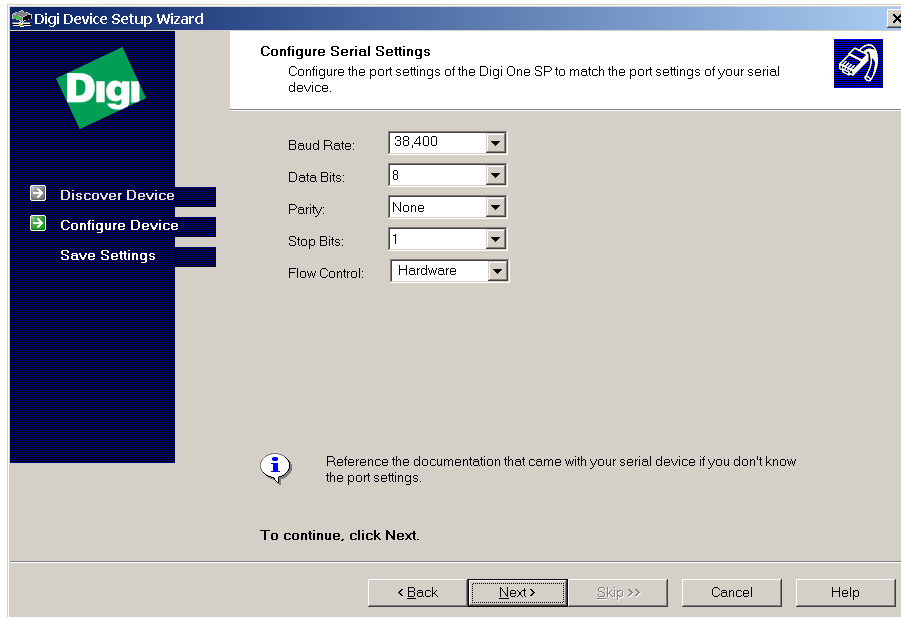 Digi Device Setup Wizard
Digi
Discover Device
Configure Device
Save Settings
Configure Serial Settings
Configure the port settings of the Digi One SP to match the port settings of your serial
device.
Baud Rate: 38,400
Data Bits: 8
Parity: None
Stop Bits: 1
Flow Control: Hardware
i
Reference the documentation that came with your serial device if you don't know
the port settings.
To continue, click Next.
< Back Next > Skip >> Cancel Help